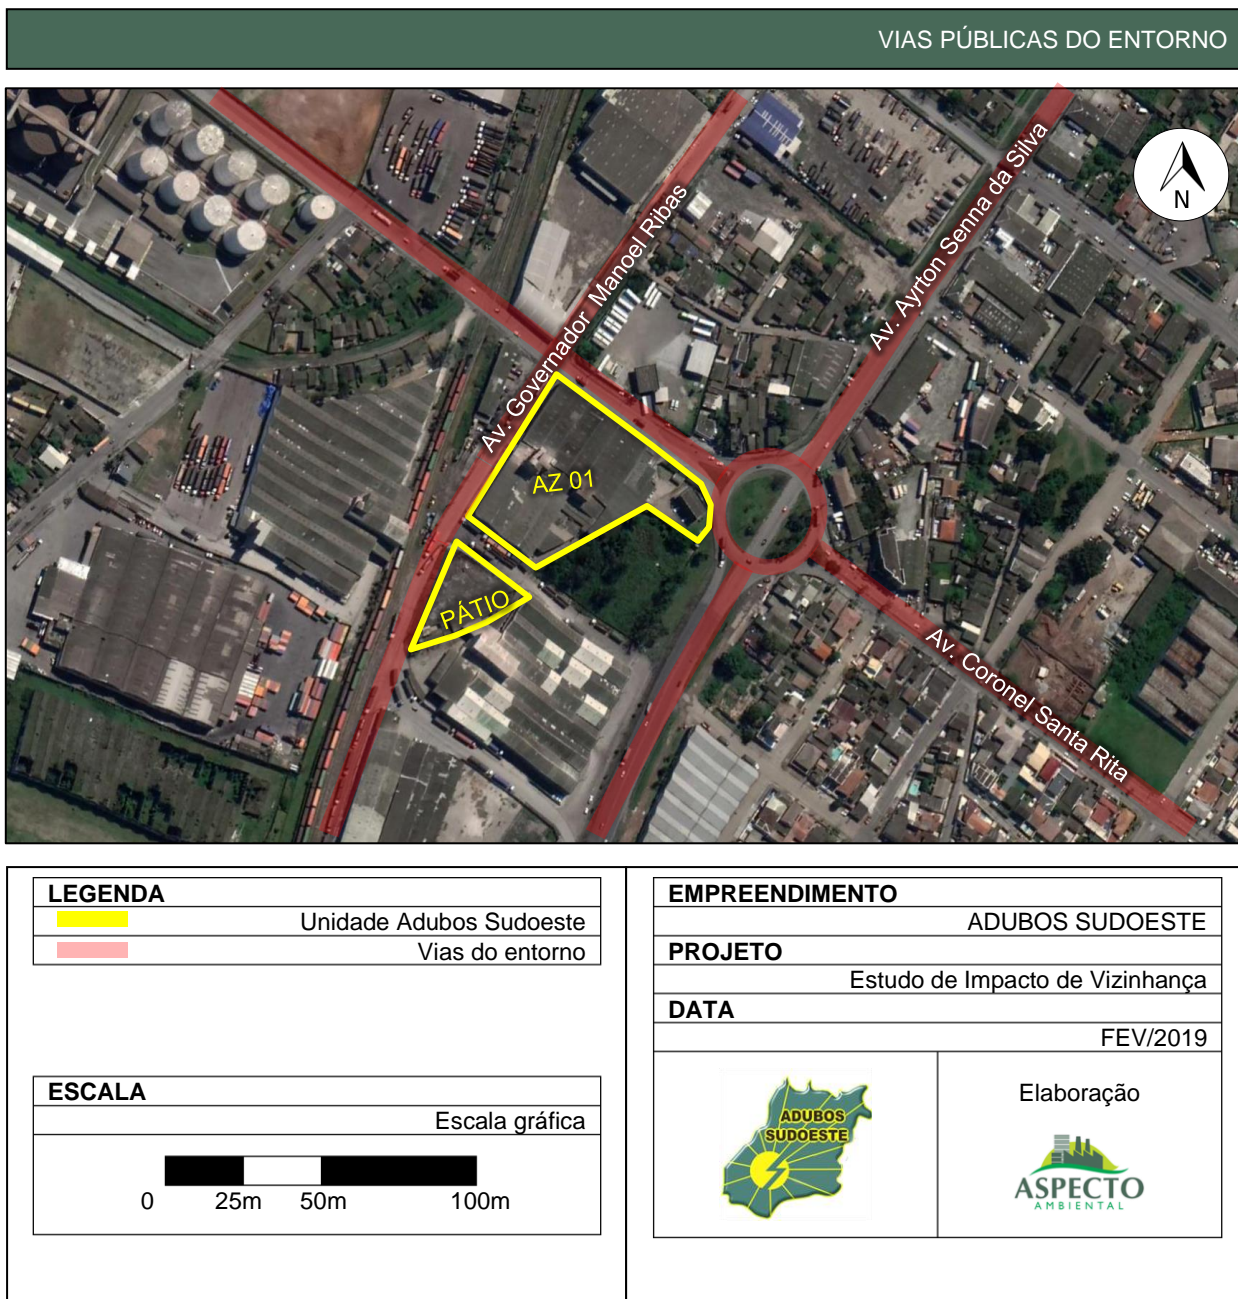 VIAS PÚBLICAS DO ENTORNO
N
Av. Governador Manoel Ribas
Av. Ayrton Senna da Silva
AZ 01
PÁTIO
Av. Coronel Santa Rita
LEGENDA
Unidade Adubos Sudoeste
Vias do entorno
ESCALA
Escala gráfica
0 25m 50m 100m
EMPREENDIMENTO
ADUBOS SUDOESTE
PROJETO
Estudo de Impacto de Vizinhança
DATA
FEV/2019
ADUBOS
SUDOESTE
Elaboração
ASPECTO
AMBIENTAL